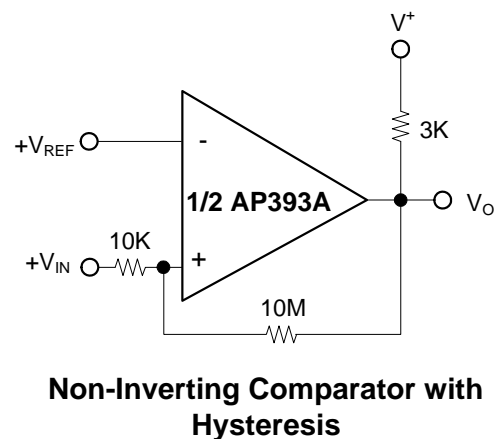 V+
3K
+VREF
-
1/2 AP393A
VO
10K
+VIN
+
10M
Non-Inverting Comparator with
Hysteresis